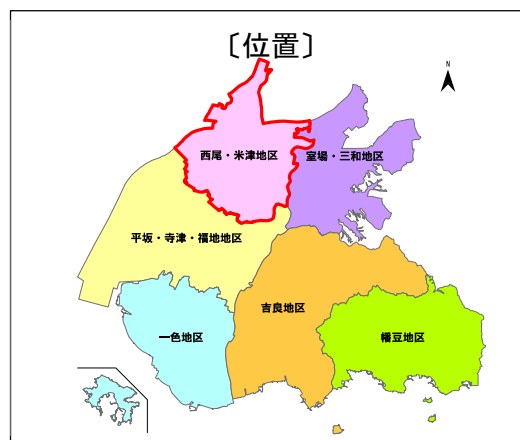 〔位置〕
N
西尾・米津地区
室場・三和地区
平坂・寺津・福地地区
吉良地区
一色地区
幡豆地区